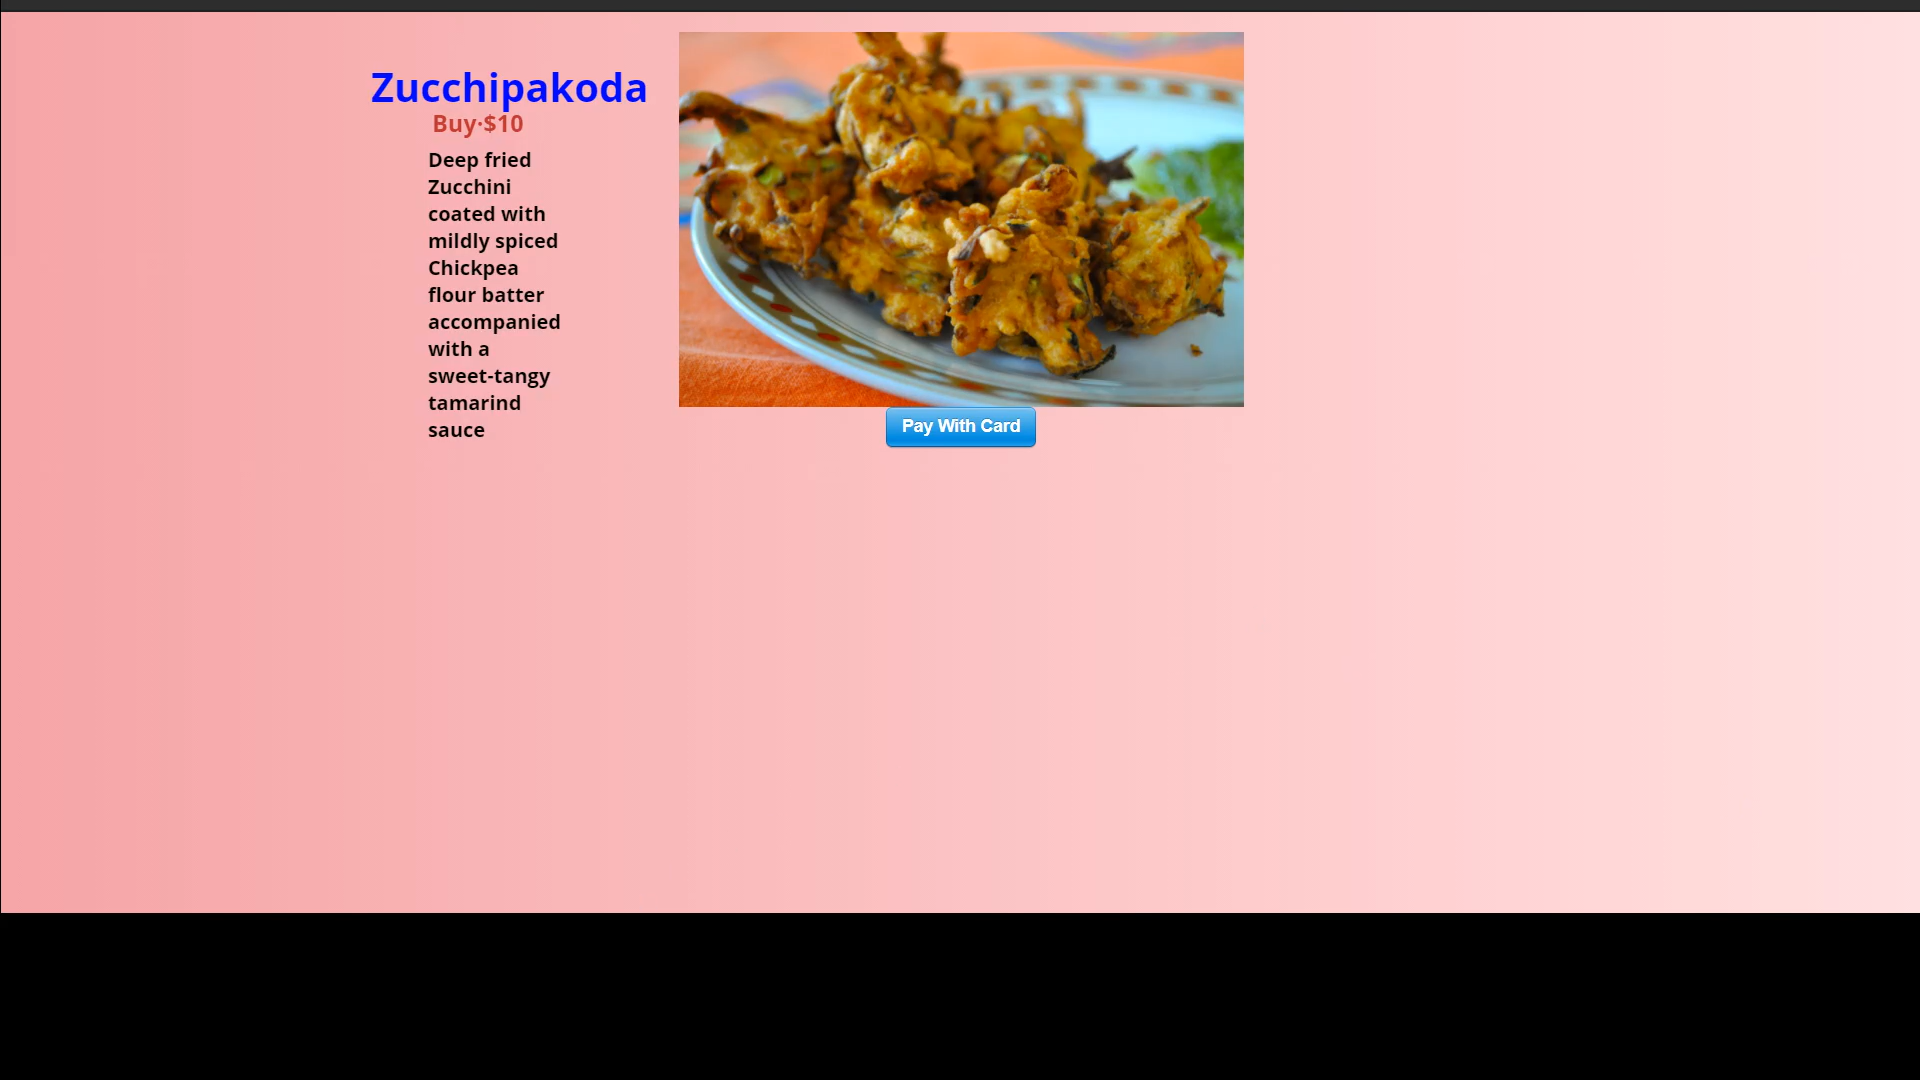 Zucchipakoda
Buy·$10
Deep fried
Zucchini
coated with
mildly spiced
Chickpea
flour batter
accompanied
with a
sweet-tangy
tamarind
sauce
Pay With Card